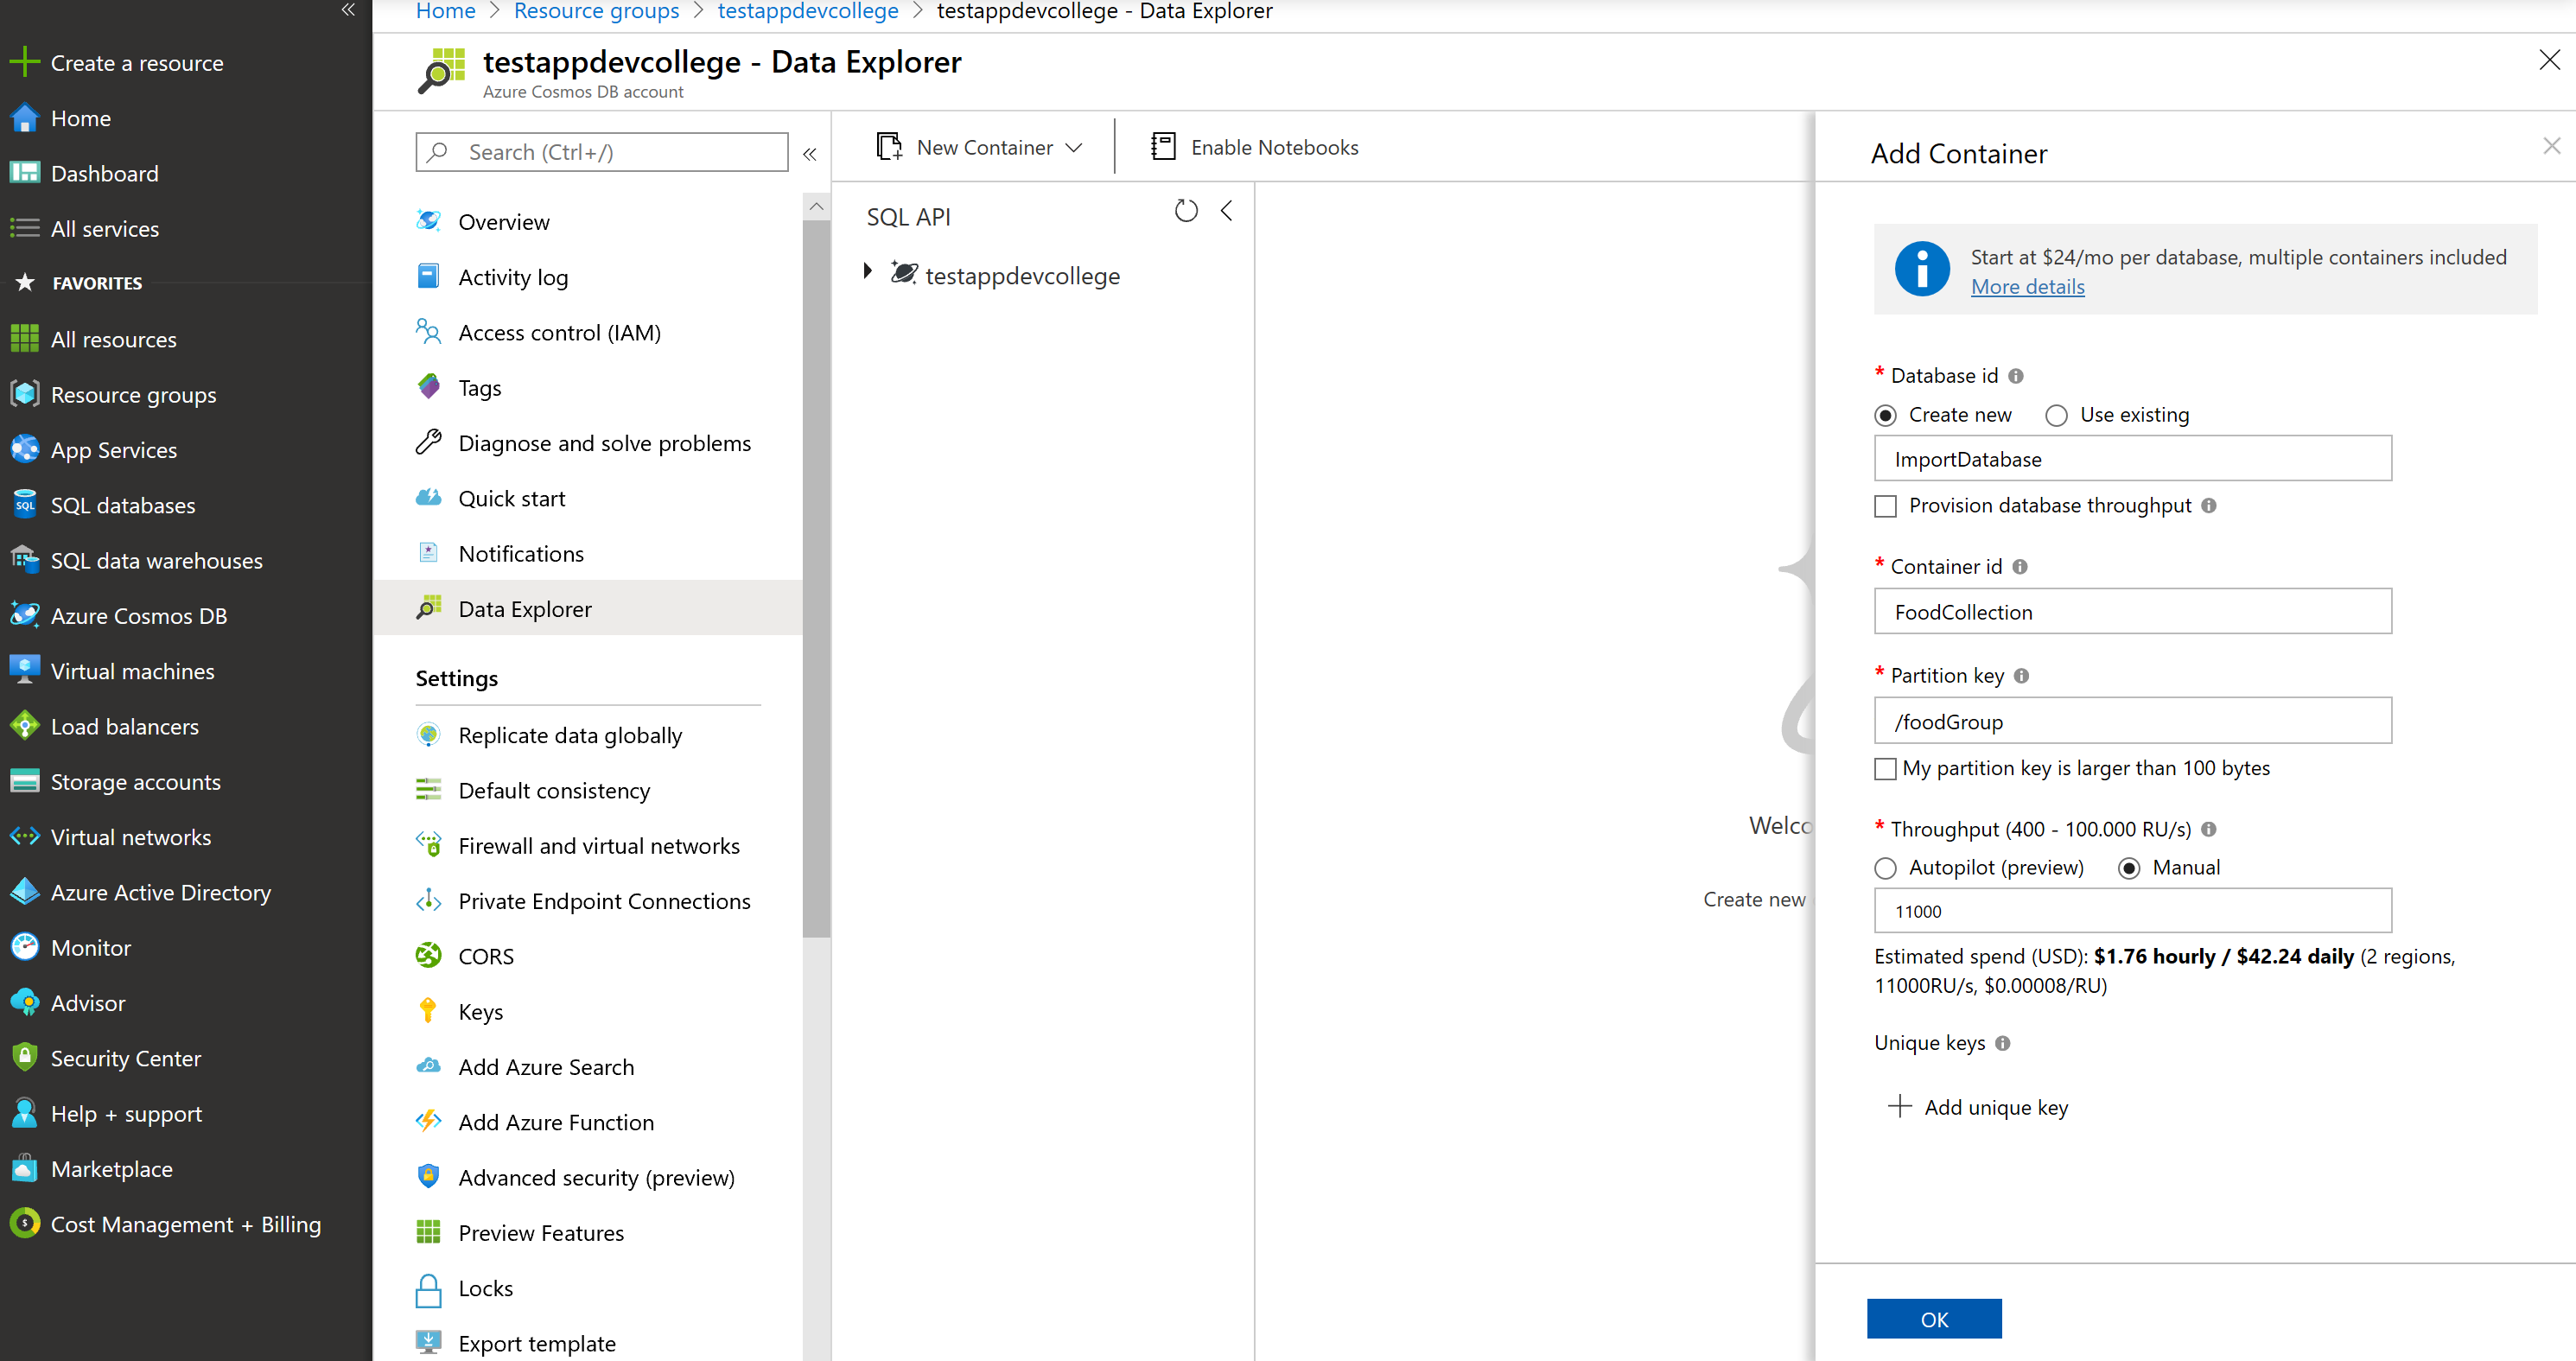 Create a resource
Home
Dashboard
All services
FAVORITES
All resources
Resource groups
App Services
SQL databases
SQL data warehouses
Azure Cosmos DB
Virtual machines
Load balancers
Storage accounts
Virtual networks
Azure Active Directory
Monitor
Advisor
Security Center
Help + support
Marketplace
Cost Management + Billing
Home > Resource groups > testappdevcollege > testappdevcollege - Data Explorer
testappdevcollege - Data Explorer
Azure Cosmos DB account
Search (Ctrl+/)
Overview
Activity log
Access control (IAM)
Tags
Diagnose and solve problems
Quick start
Notifications
Data Explorer
Settings
Replicate data globally
Default consistency
Firewall and virtual networks
Private Endpoint Connections
CORS
Keys
Add Azure Search
Add Azure Function
Advanced security (preview)
Preview Features
Locks
Export template
New Container
Enable Notebooks
SQL API
testappdevcollege
Welco
Create new
Add Container
Start at $24/mo per database, multiple containers included
More details
* Database id
Create new Use existing
ImportDatabase
Provision database throughput
* Container id
FoodCollection
* Partition key
/foodGroup
My partition key is larger than 100 bytes
* Throughput (400 - 100.000 RU/s)
Autopilot (preview) Manual
11000
Estimated spend (USD): $1.76 hourly / $42.24 daily (2 regions,
11000RU/s, $0.00008/RU)
Unique keys
Add unique key
OK